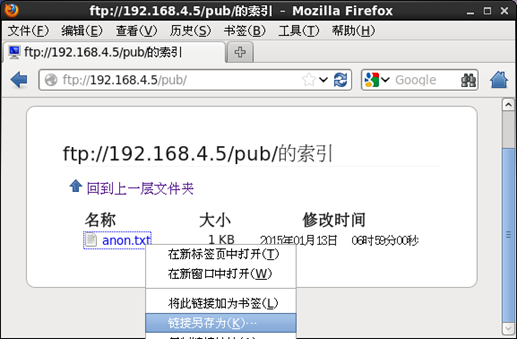 ftp://192.168.4.5/pub/的索引 - Mozilla Firefox
文件(F) 编辑(E) 查看(V) 历史(S) 书签(B) 工具(T) 帮助(H)
ftp://192.168.4.5/pub/的索引
ftp://192.168.4.5/pub/ Google
ftp://192.168.4.5/pub/的索引
回到上一层文件夹
名称 大小 修改时间
anon.txt 1 KB 2015年01月13日 06时59分00秒
在新标签页中打开(T)
在新窗口中打开(W)
将此链接加为书签(L)
链接另存为(K)…